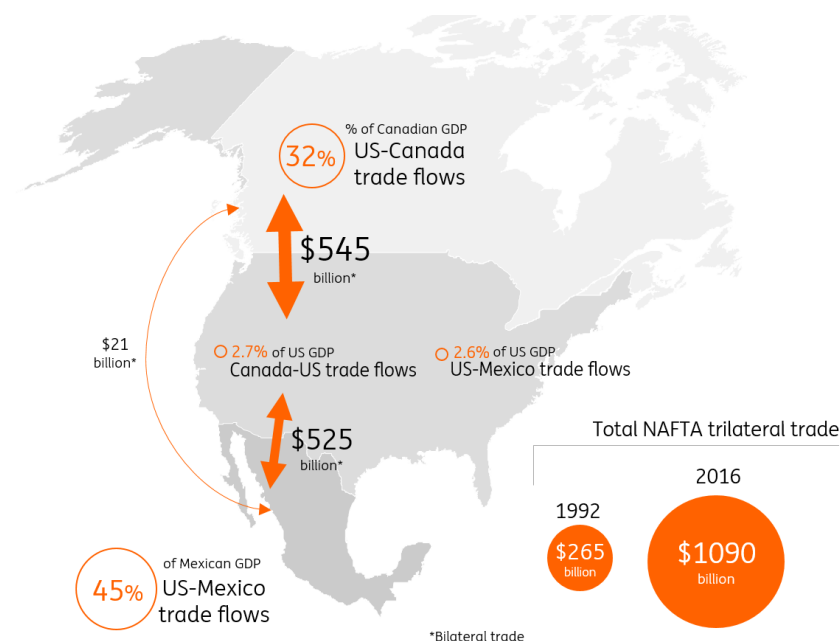 % of Canadian GDP
32%
US-Canada
trade flows
$545
billion*
$21
billion*
2.7% of US GDP
Canada-US trade flows
2.6% of US GDP
US-Mexico trade flows
$525
billion*
Total NAFTA trilateral trade
2016
1992
$265
billion
$1090
billion
of Mexican GDP
45%
US-Mexico
trade flows
*Bilateral trade